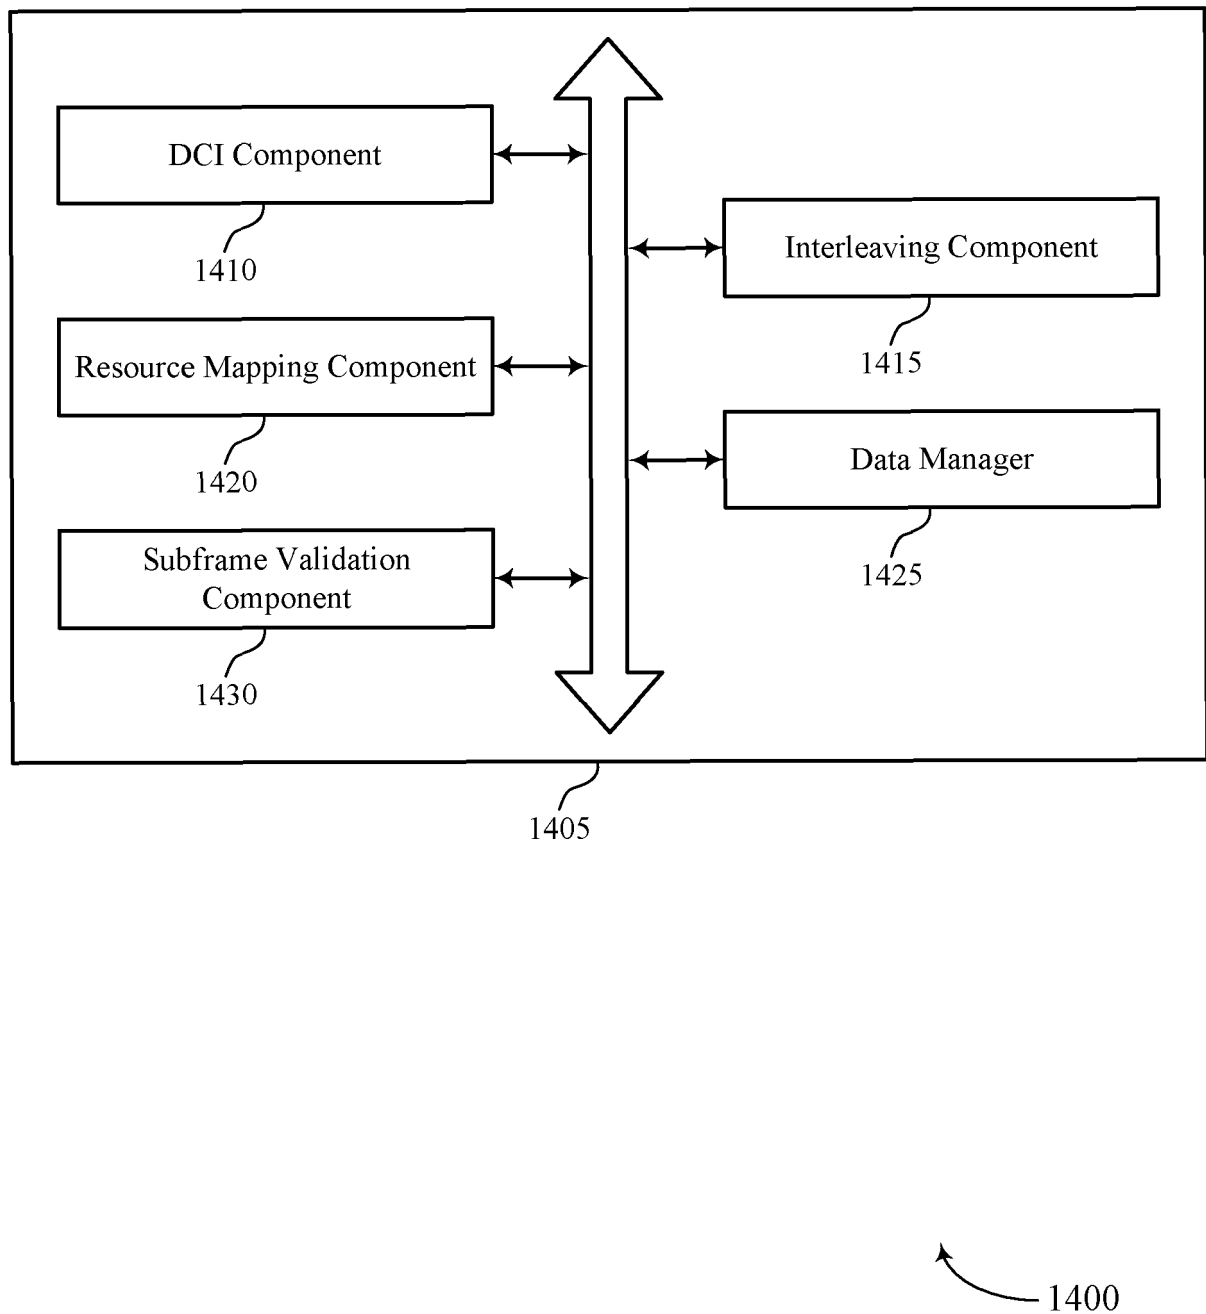 DCI Component
1410
Interleaving Component
1415
Resource Mapping Component
1420
Data Manager
1425
Subframe Validation
Component
1430
1405
1400